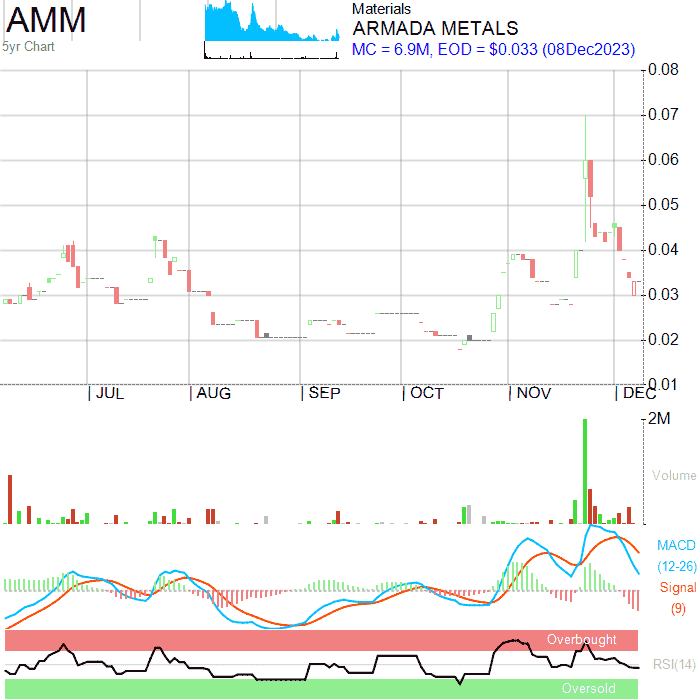 AMM
5yr Chart
Materials
ARMADA METALS
MC = 6.9M, EOD = $0.033 (08Dec2023)
0.08
0.07
0.06
0.05
0.04
0.03
0.02
0.01
JUL AUG SEP OCT NOV DEC
2M
Volume
MACD
(12-26)
Signal
(9)
Overbought
RSI(14)
Oversold